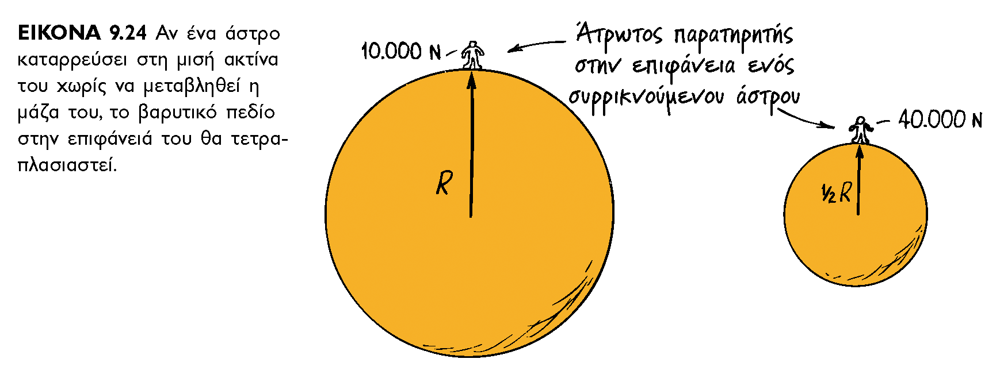 ΕΙΚΟΝΑ 9.24 Αν ένα άστρο
καταρρεύσει στη μισή ακτίνα
του χωρίς να μεταβληθεί η
μάζα του, το βαρυτικό πεδίο
στην επιφάνειά του θα τετρα-
πλασιαστεί.
10.000 N
Άτρωτος παρατηρητής
στην επιφάνεια ενός
συρρικνούμενου άστρου
40.000 N
R
½ R